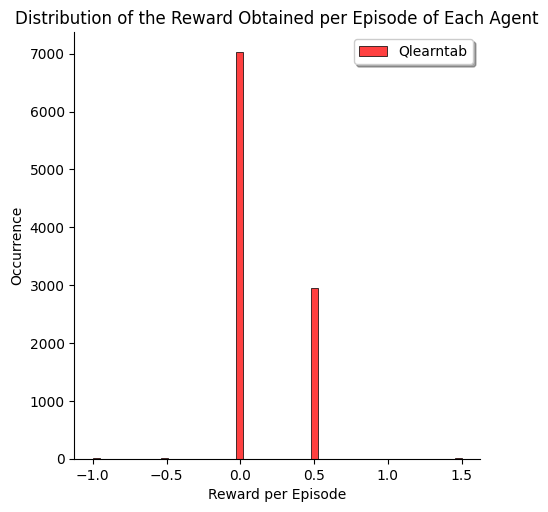 Distribution of the Reward Obtained per Episode of Each Agent
Qlearntab
7000
6000
5000
4000
3000
2000
1000
0
Occurrence
−1.0 −0.5 0.0 0.5 1.0 1.5
Reward per Episode